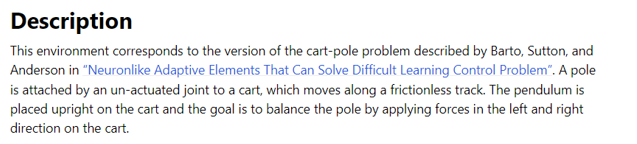 Description
This environment corresponds to the version of the cart-pole problem described by Barto, Sutton, and
Anderson in “Neuronlike Adaptive Elements That Can Solve Difficult Learning Control Problem”. A pole
is attached by an un-actuated joint to a cart, which moves along a frictionless track. The pendulum is
placed upright on the cart and the goal is to balance the pole by applying forces in the left and right
direction on the cart.